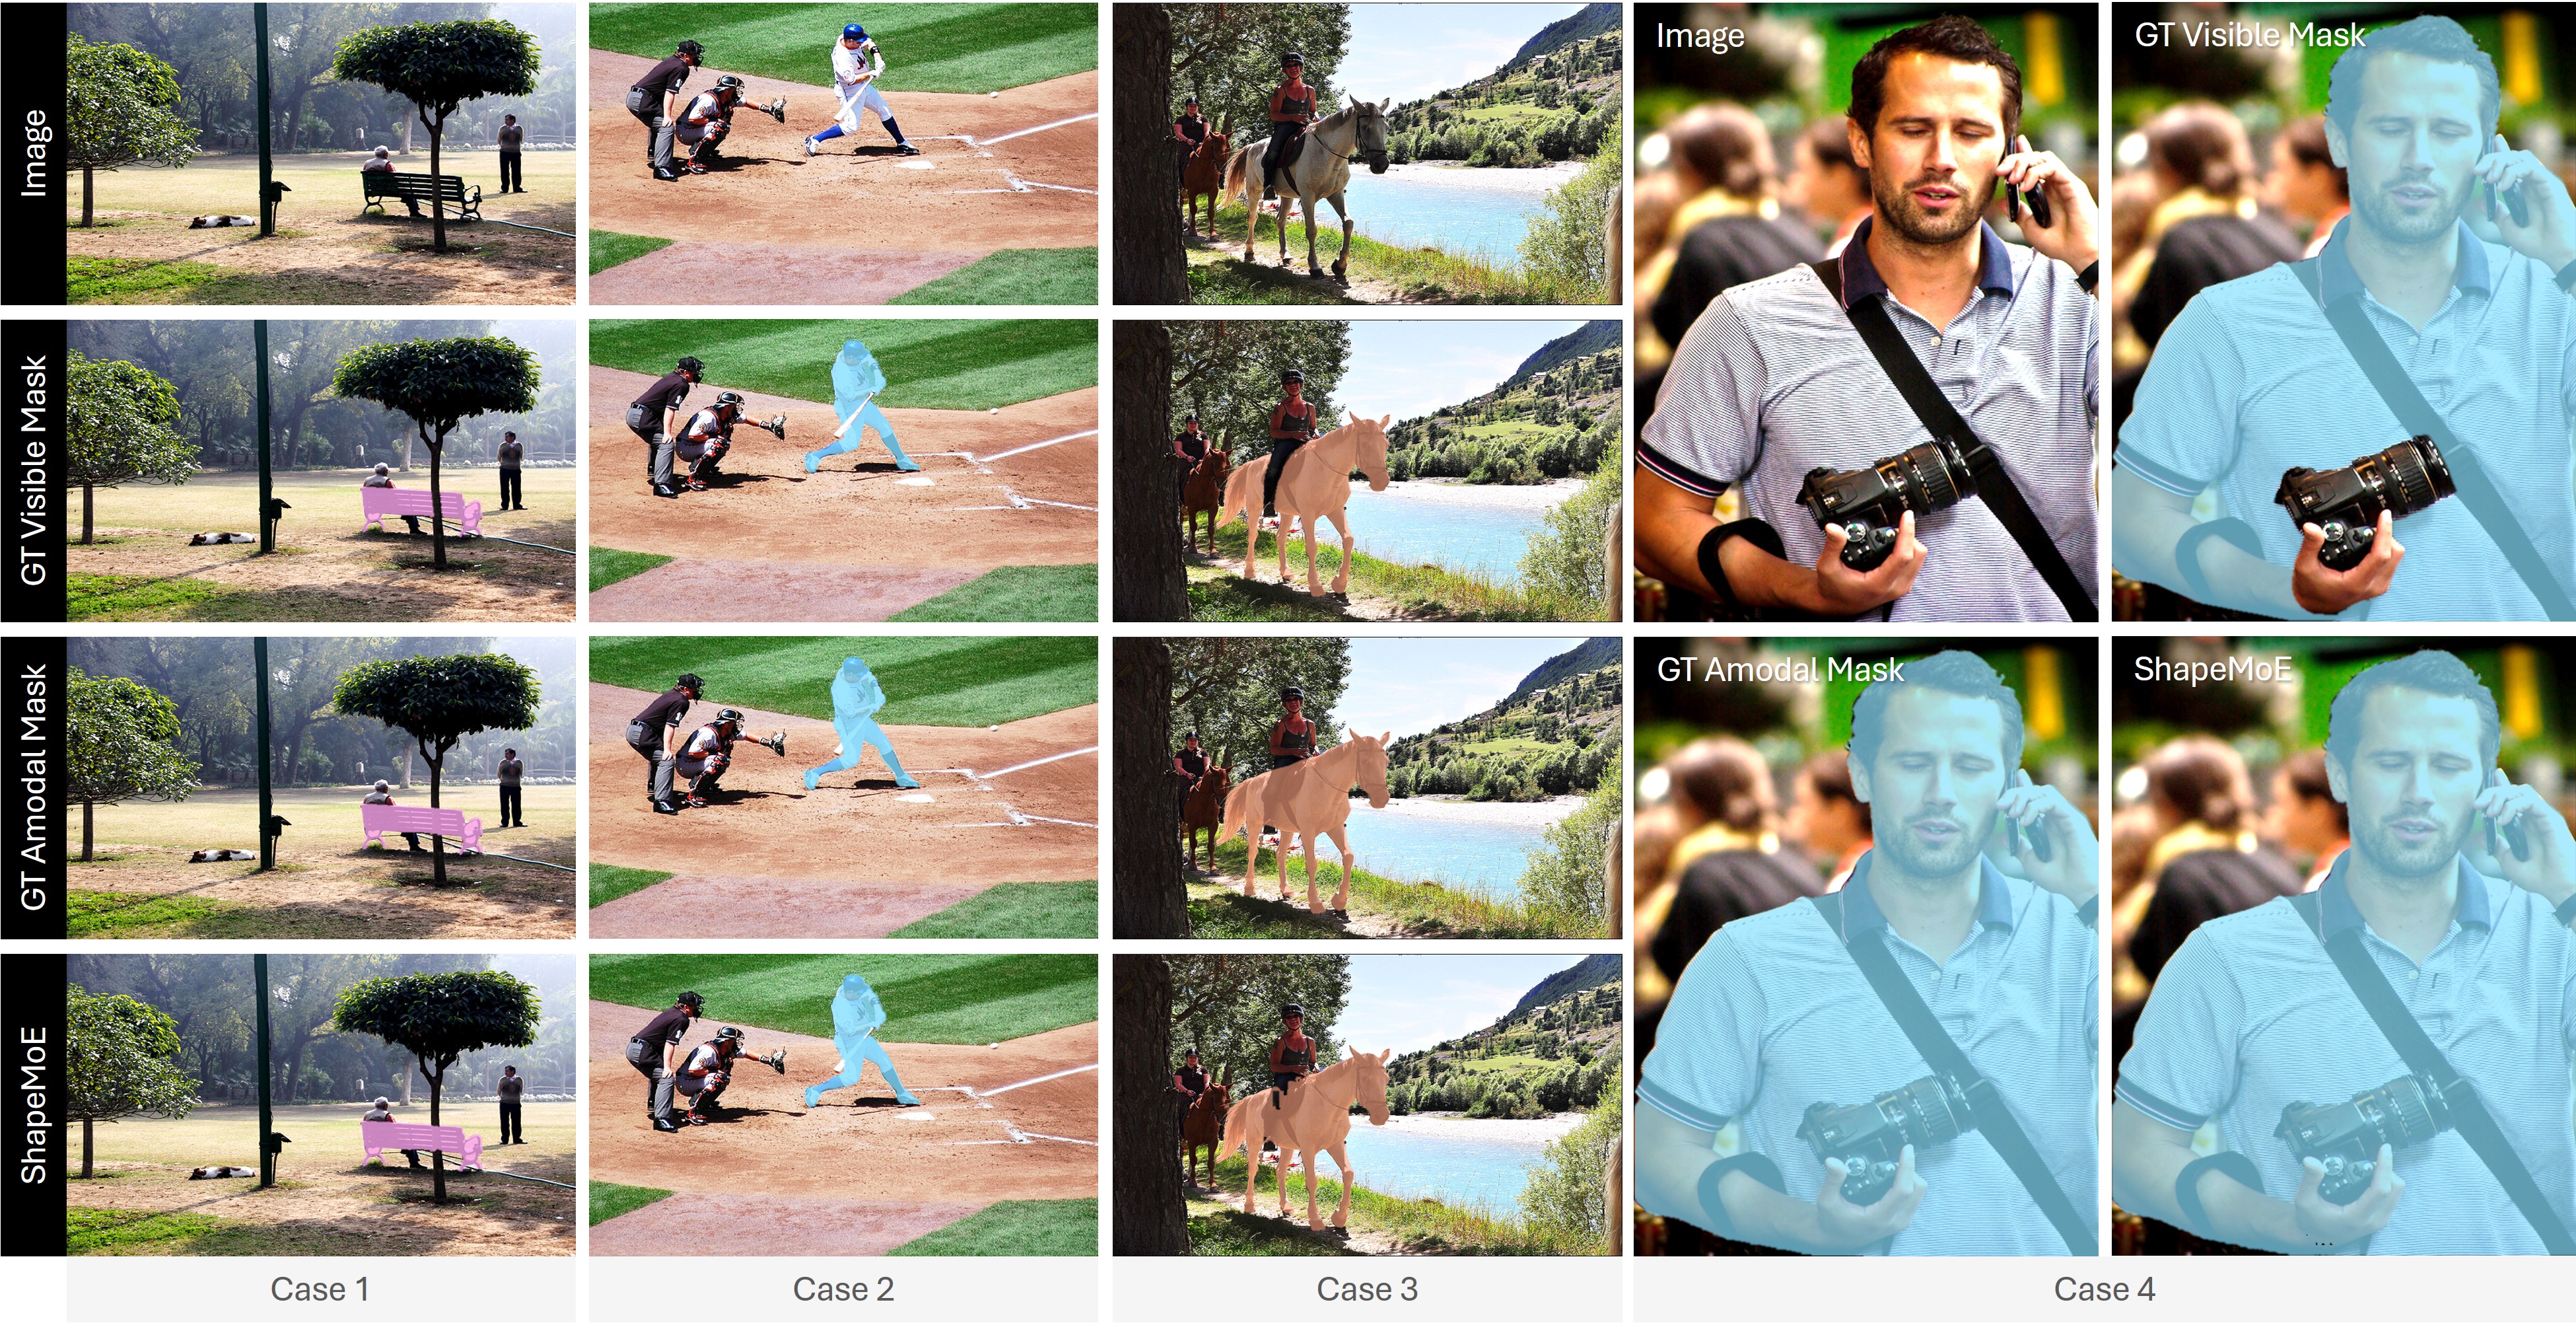 Image
GT Visible Mask
GT Amodal Mask
ShapeMoE
Image
GT Visible Mask
GT Amodal Mask
ShapeMoE
Case 1
Case 2
Case 3
Case 4